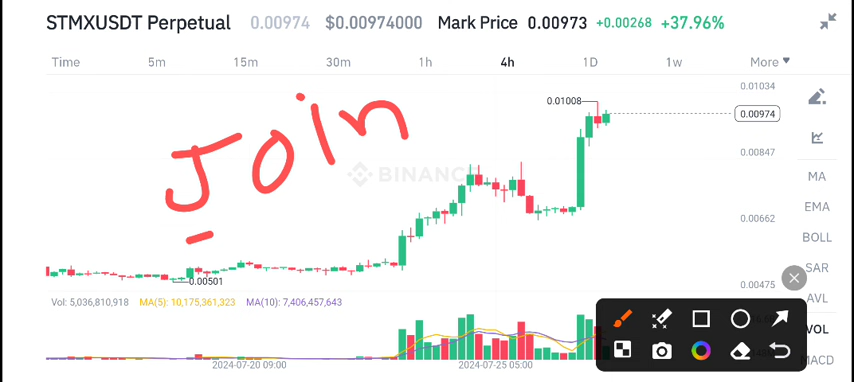 STMXUSDT Perpetual 0.00974 $0.00974000 Mark Price 0.00973 +0.00268 +37.96%
Time 5m 15m 30m 1h 4h 1D 1w More
0.01034
0.01008
0.00974
Join
0.00847
BINANC
MA
EMA
0.00662
BOLL
SAR
0.00501
0.00475
AVL
Vol: 5,036,810,918 MA(5): 10,175,361,323 MA(10): 7,406,457,643
VOL
MACD
2024-07-20 09:00 2024-07-25 05:00